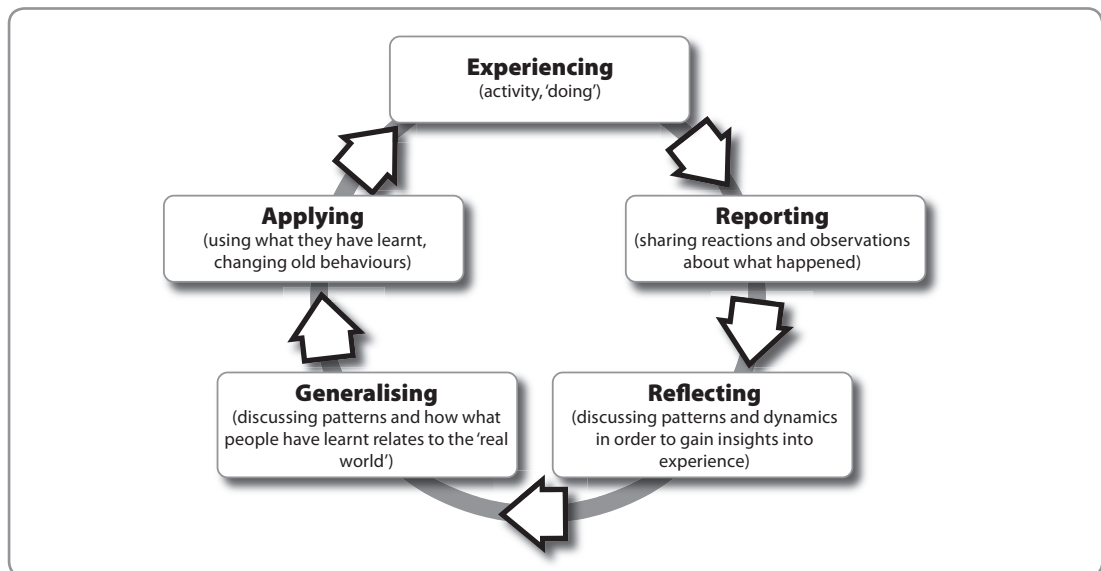 Experiencing
(activity, ‘doing’)
Reporting
(sharing reactions and observations
about what happened)
Reflecting
(discussing patterns and dynamics
in order to gain insights into
experience)
Generalising
(discussing patterns and how what
people have learnt relates to the ‘real
world’)
Applying
(using what they have learnt,
changing old behaviours)